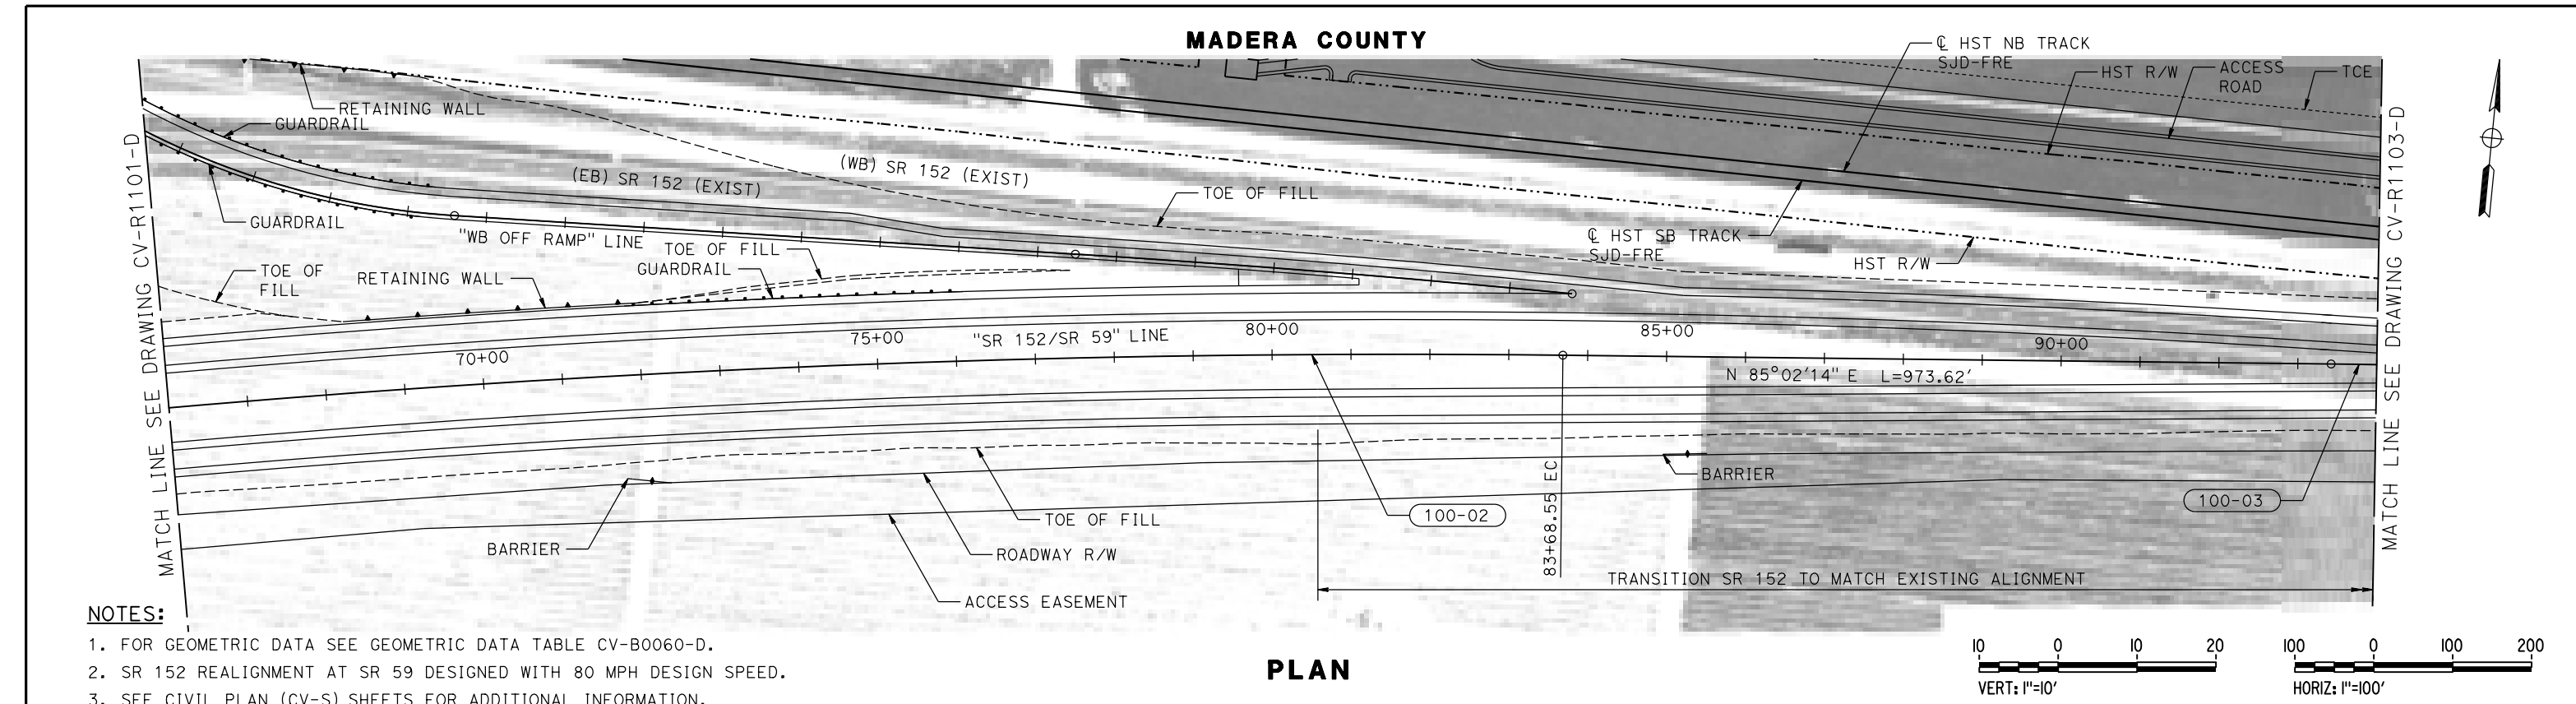 MADERA COUNTY
℄ HST NB TRACK
SJD-FRE
HST R/W
ACCESS
ROAD
TCE
RETAINING WALL
GUARDRAIL
(EB) SR 152 (EXIST)
(WB) SR 152 (EXIST)
TOE OF FILL
GUARDRAIL
"WB OFF RAMP" LINE
TOE OF FILL
GUARDRAIL
℄ HST SB TRACK
SJD-FRE
HST R/W
TOE OF
FILL
RETAINING WALL
MATCH LINE SEE DRAWING CV-R1101-D
MATCH LINE SEE DRAWING CV-R1103-D
70+00
75+00
"SR 152/SR 59" LINE
80+00
85+00
90+00
N 85°02'14" E L=973.62'
BARRIER
100-02
83+68.55 EC
100-03
TOE OF FILL
BARRIER
ROADWAY R/W
TRANSITION SR 152 TO MATCH EXISTING ALIGNMENT
ACCESS EASEMENT
NOTES:
1. FOR GEOMETRIC DATA SEE GEOMETRIC DATA TABLE CV-B0060-D.
2. SR 152 REALIGNMENT AT SR 59 DESIGNED WITH 80 MPH DESIGN SPEED.
3. SEE CIVIL PLAN (CV-S) SHEETS FOR ADDITIONAL INFORMATION.
PLAN
10 0 10 20
VERT: 1"=10'
100 0 100 200
HORIZ: 1"=100'